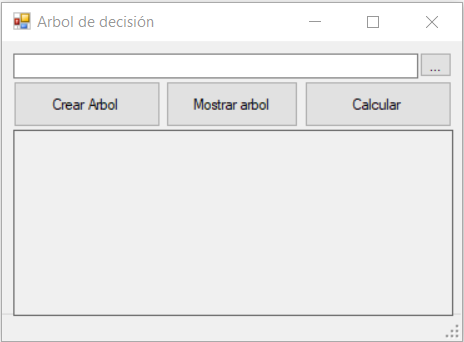 Arbol de decisión
...
Crear Arbol
Mostrar arbol
Calcular